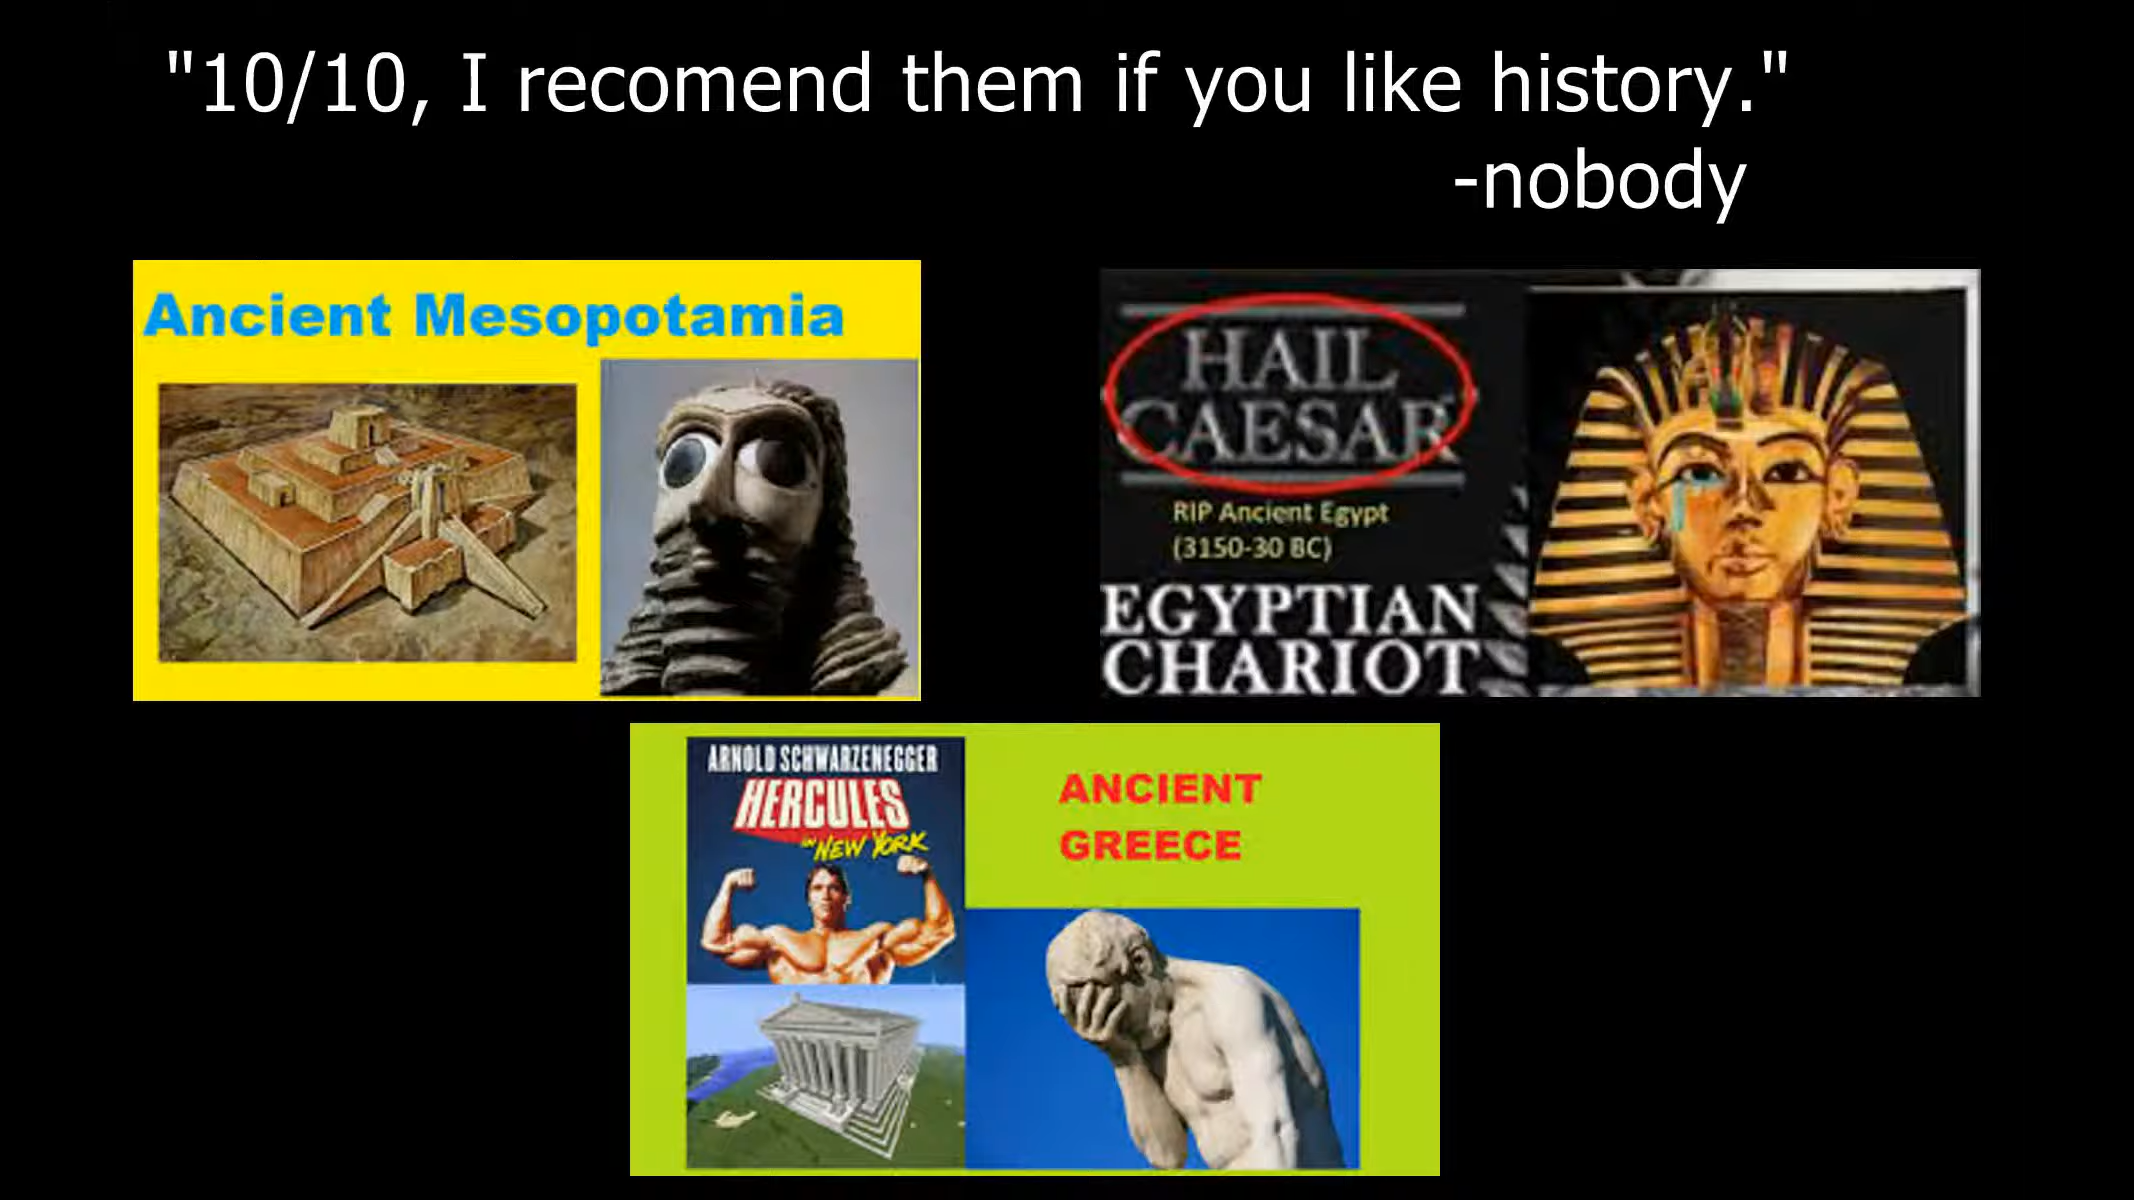 "10/10, I recomend them if you like history."
-nobody
Ancient Mesopotamia
HAIL
CAESAR
RIP Ancient Egypt
(3150-30 BC)
EGYPTIAN
CHARIOT
ARNOLD SCHWARZENEGGER
HERCULES
IN NEW YORK
ANCIENT
GREECE